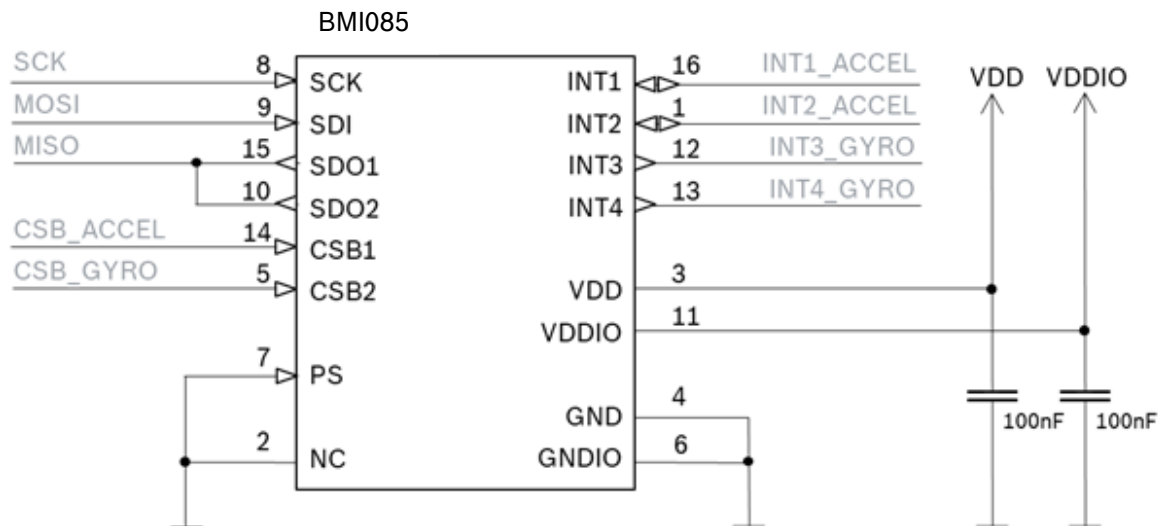 BMI085
SCK 8 SCK
MOSI 9 SDI
MISO 15 SDO1
10 SDO2
CSB_ACCEL 14 CSB1
CSB_GYRO 5 CSB2
7 PS
2 NC
INT1 16 INT1_ACCEL
INT2 1 INT2_ACCEL
INT3 12 INT3_GYRO
INT4 13 INT4_GYRO
VDD 3
VDDIO 11
GND 4
GNDIO 6
VDD VDDIO
100nF 100nF